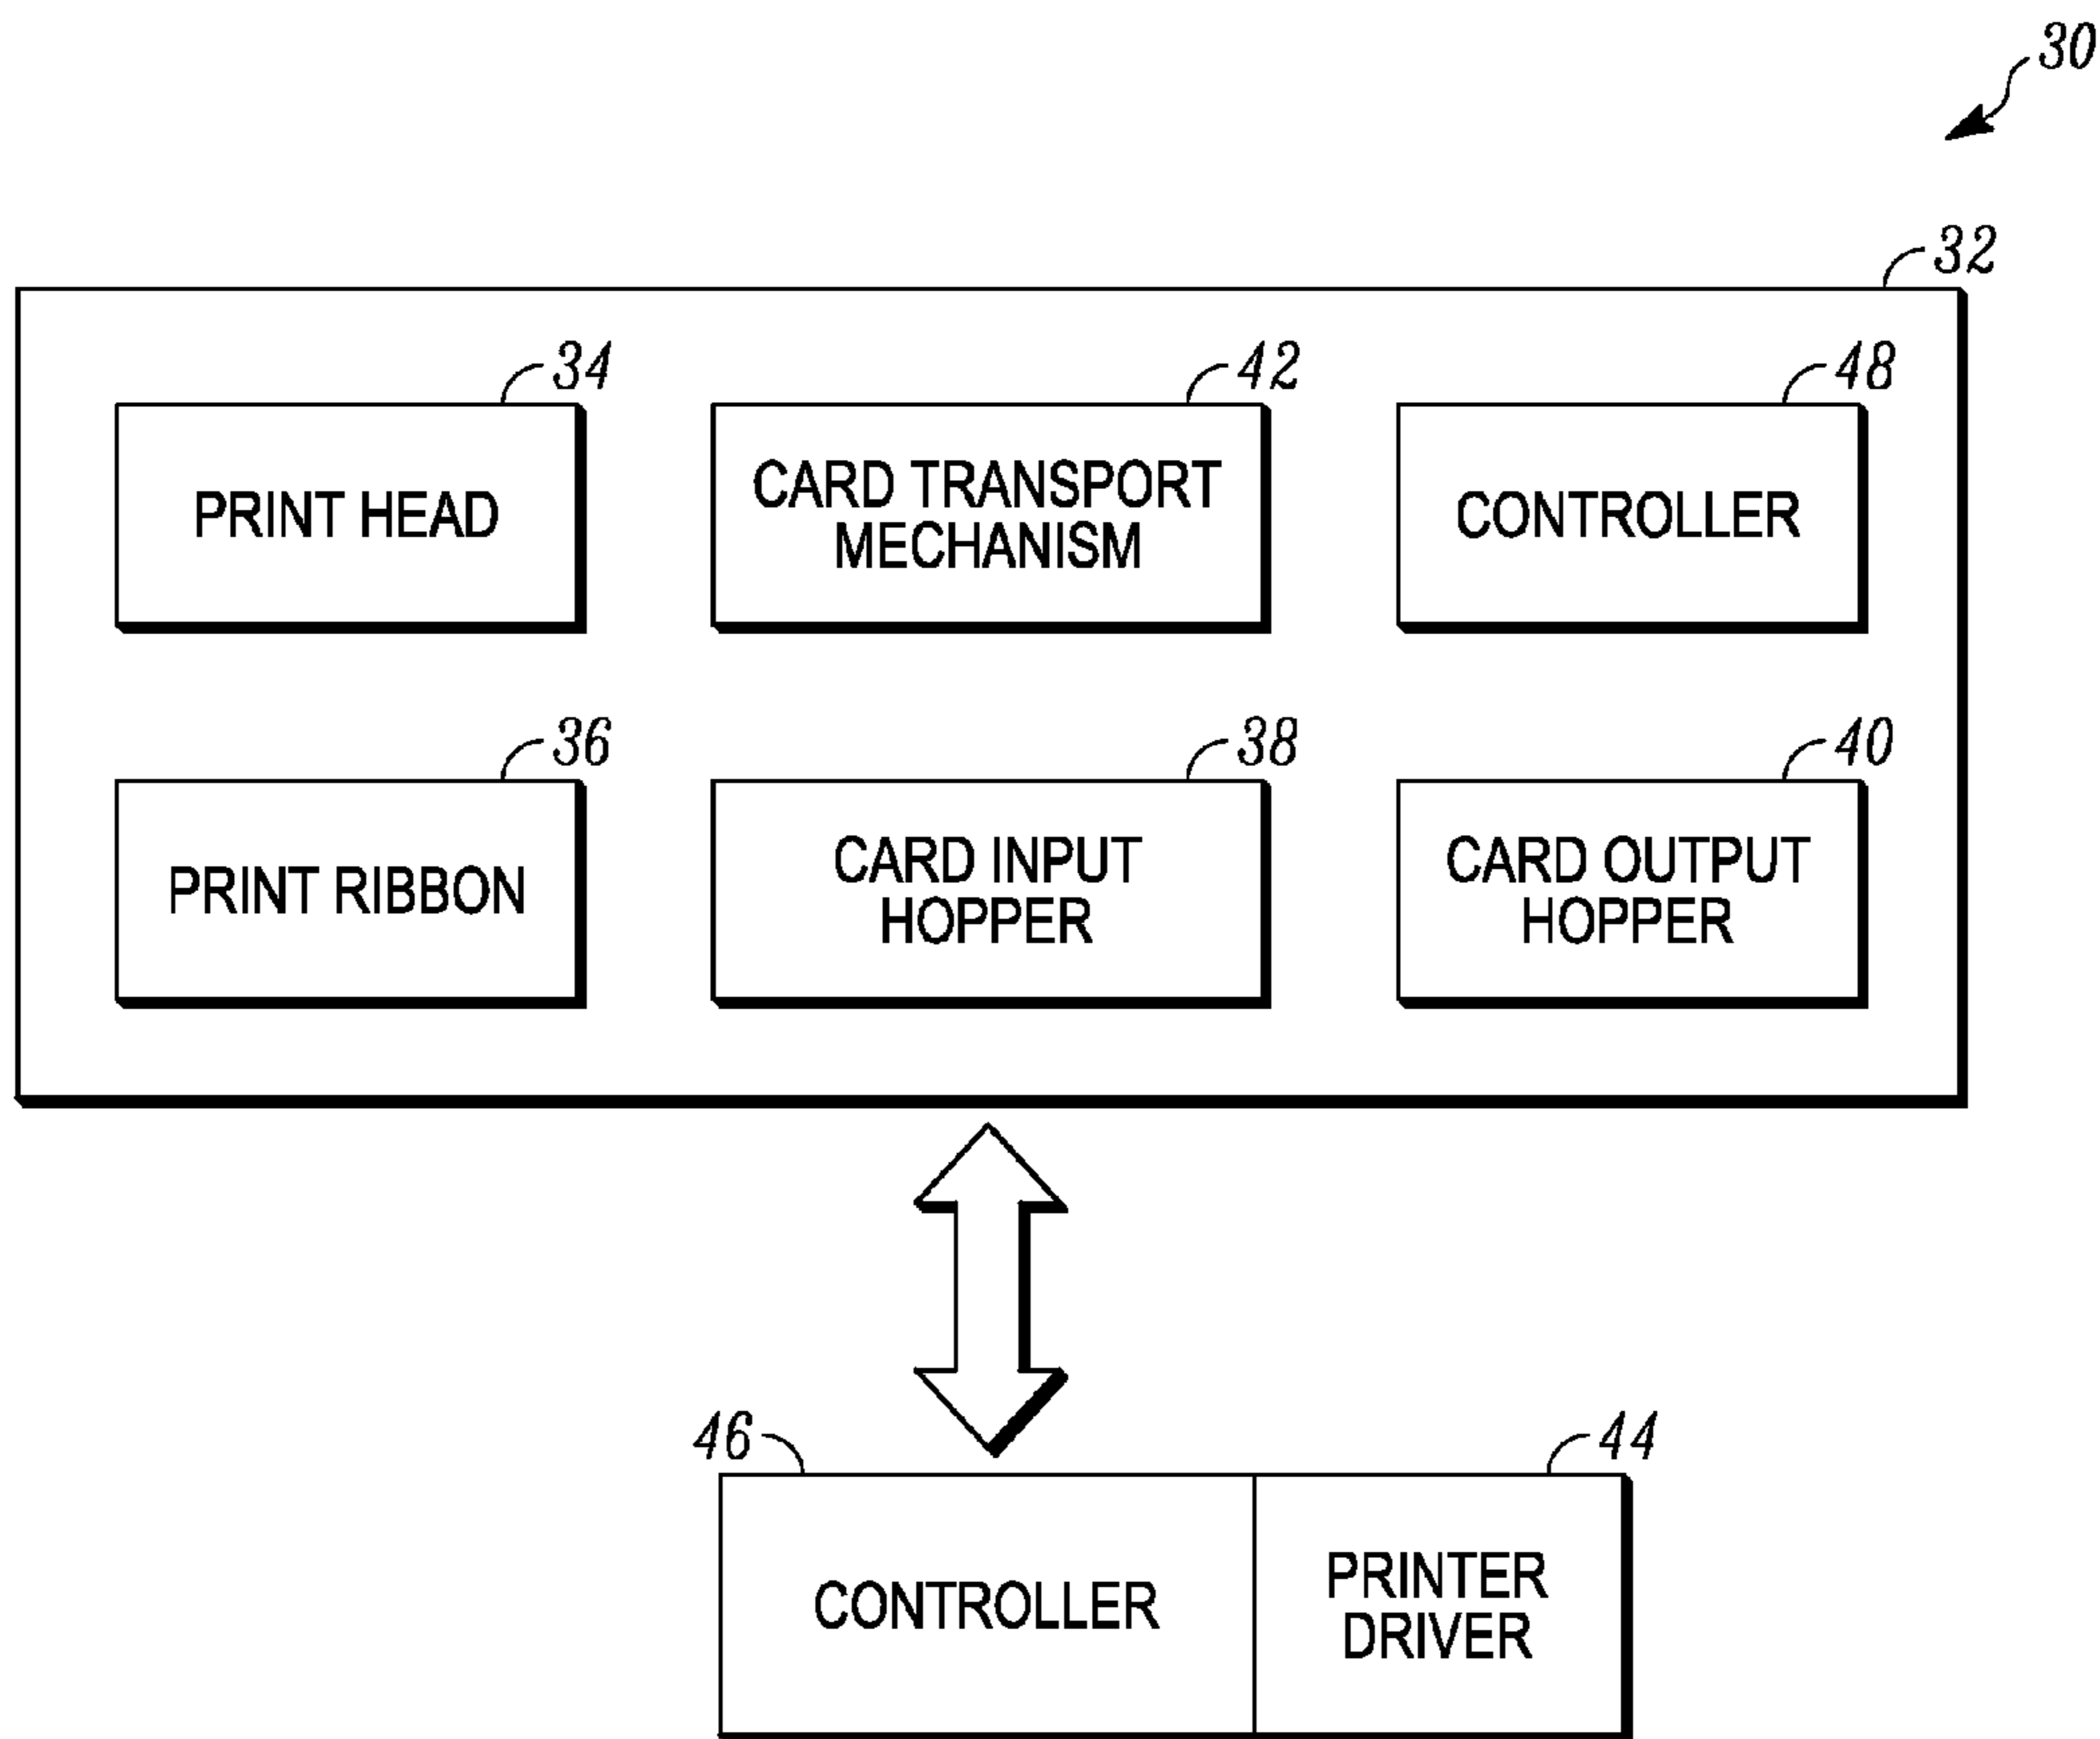 30
32
34
42
48
PRINT HEAD
CARD TRANSPORT
MECHANISM
CONTROLLER
36
38
40
PRINT RIBBON
CARD INPUT
HOPPER
CARD OUTPUT
HOPPER
46
44
CONTROLLER
PRINTER
DRIVER